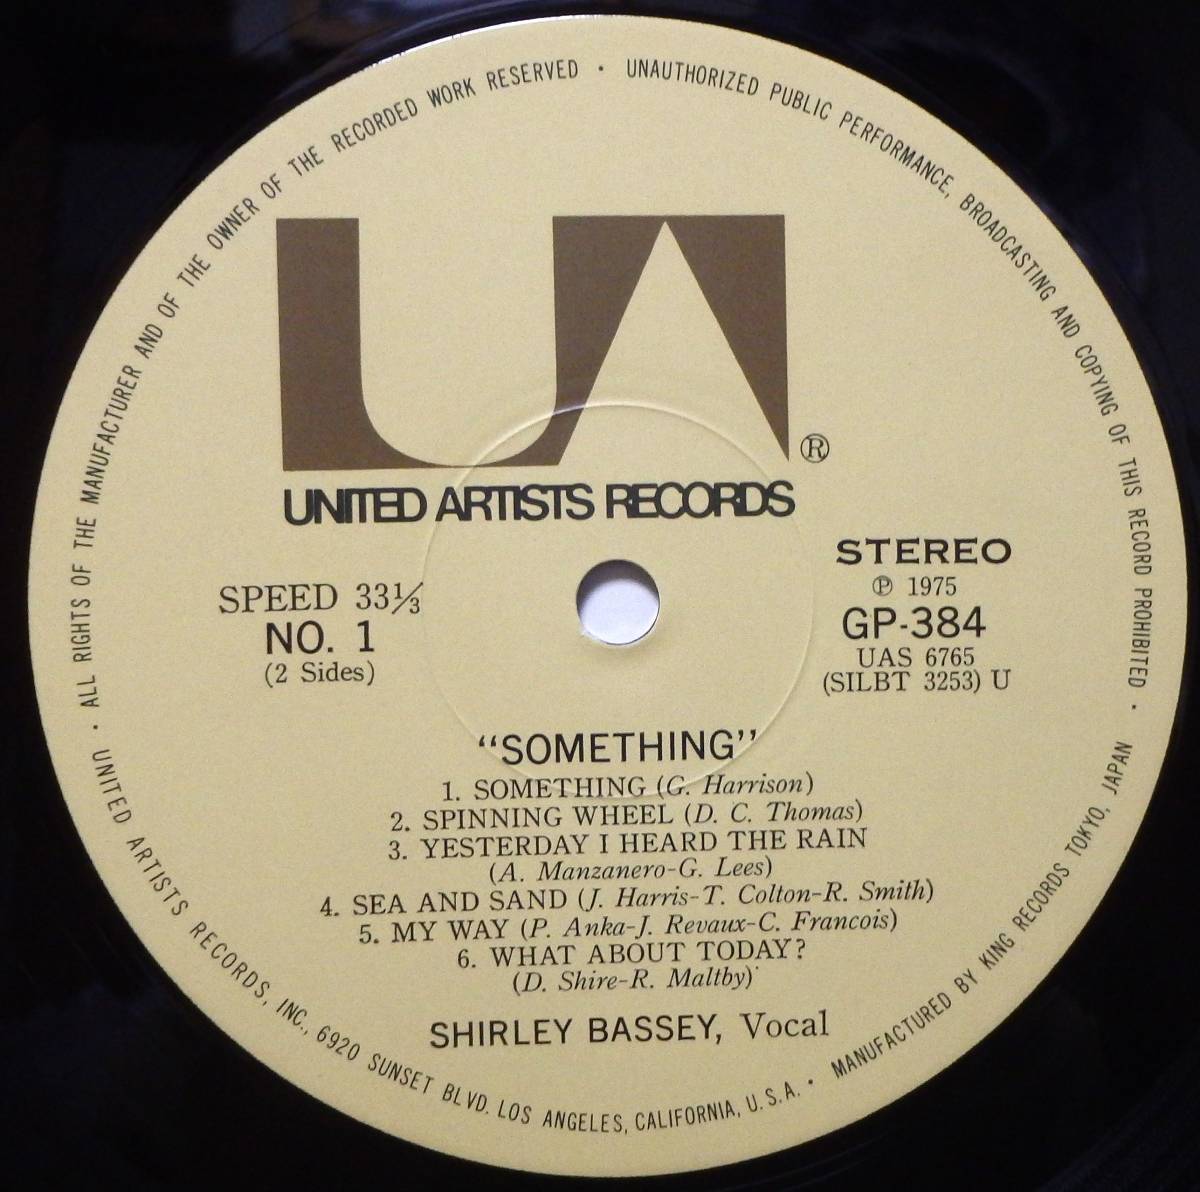 · ALL RIGHTS OF THE MANUFACTURER AND OF THE OWNER OF THE RECORDED WORK RESERVED · UNAUTHORIZED PUBLIC PERFORMANCE, BROADCASTING AND COPYING OF THIS RECORD PROHIBITED ·
UA®
UNITED ARTISTS RECORDS
SPEED 33⅓
NO. 1
(2 Sides)
STEREO
Ⓟ 1975
GP-384
UAS 6765
(SILBT 3253) U
“SOMETHING”
1. SOMETHING (G. Harrison)
2. SPINNING WHEEL (D. C. Thomas)
3. YESTERDAY I HEARD THE RAIN
(A. Manzanero-G. Lees)
4. SEA AND SAND (J. Harris-T. Colton-R. Smith)
5. MY WAY (P. Anka-J. Revaux-C. Francois)
6. WHAT ABOUT TODAY?
(D. Shire-R. Maltby)
SHIRLEY BASSEY, Vocal
UNITED ARTISTS RECORDS, INC., 6920 SUNSET BLVD. LOS ANGELES, CALIFORNIA, U.S.A. · MANUFACTURED BY KING RECORDS TOKYO, JAPAN